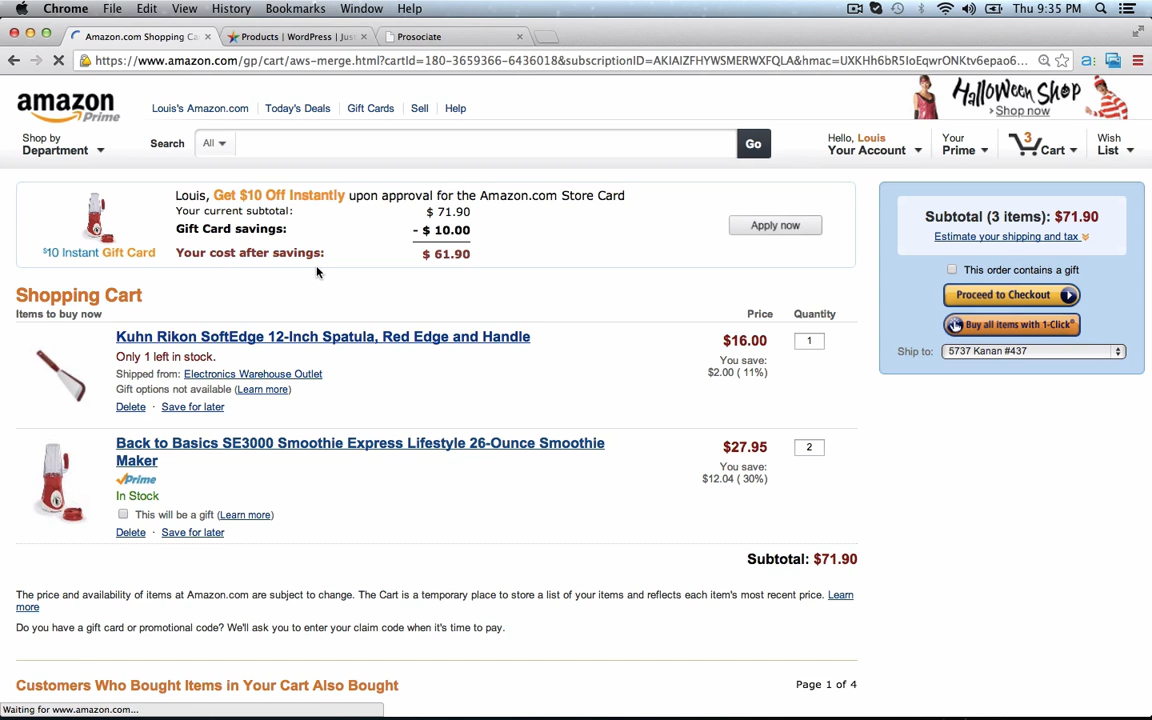 Chrome File Edit View History Bookmarks Window Help Thu 9:35 PM
Amazon.com Shopping Ca Products | WordPress | Jus Prosociate
https://www.amazon.com/gp/cart/aws-merge.html?cartId=180-3659366-6436018&subscriptionID=AKIAIZFHYWSMERWXFQLA&hmac=UXKHh6bR5IoEqwrONKtv6epao6...
amazon Prime
Louis's Amazon.com Today's Deals Gift Cards Sell Help
Halloween Shop
› Shop now
Shop by
Department
Search All Go
Hello, Louis
Your Account
Your
Prime
3
Cart
Wish
List
Louis, Get $10 Off Instantly upon approval for the Amazon.com Store Card
Your current subtotal: $ 71.90
Gift Card savings: - $ 10.00
Your cost after savings: $ 61.90
$10 Instant Gift Card
Apply now
Subtotal (3 items): $71.90
Estimate your shipping and tax
This order contains a gift
Proceed to Checkout
Buy all items with 1-Click®
Ship to: 5737 Kanan #437
Shopping Cart
Items to buy now Price Quantity
Kuhn Rikon SoftEdge 12-Inch Spatula, Red Edge and Handle $16.00 1
Only 1 left in stock. You save:
Shipped from: Electronics Warehouse Outlet $2.00 ( 11%)
Gift options not available (Learn more)
Delete · Save for later
Back to Basics SE3000 Smoothie Express Lifestyle 26-Ounce Smoothie $27.95 2
Maker You save:
Prime $12.04 ( 30%)
In Stock
This will be a gift (Learn more)
Delete · Save for later
Subtotal: $71.90
The price and availability of items at Amazon.com are subject to change. The Cart is a temporary place to store a list of your items and reflects each item's most recent price. Learn
more
Do you have a gift card or promotional code? We'll ask you to enter your claim code when it's time to pay.
Customers Who Bought Items in Your Cart Also Bought Page 1 of 4
Waiting for www.amazon.com...